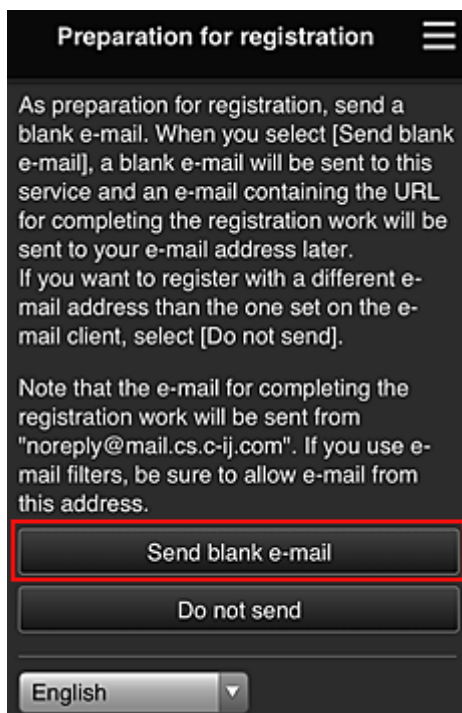 Preparation for registration
As preparation for registration, send a
blank e-mail. When you select [Send blank
e-mail], a blank e-mail will be sent to this
service and an e-mail containing the URL
for completing the registration work will be
sent to your e-mail address later.
If you want to register with a different e-
mail address than the one set on the e-
mail client, select [Do not send].
Note that the e-mail for completing the
registration work will be sent from
"noreply@mail.cs.c-ij.com". If you use e-
mail filters, be sure to allow e-mail from
this address.
Send blank e-mail
Do not send
English